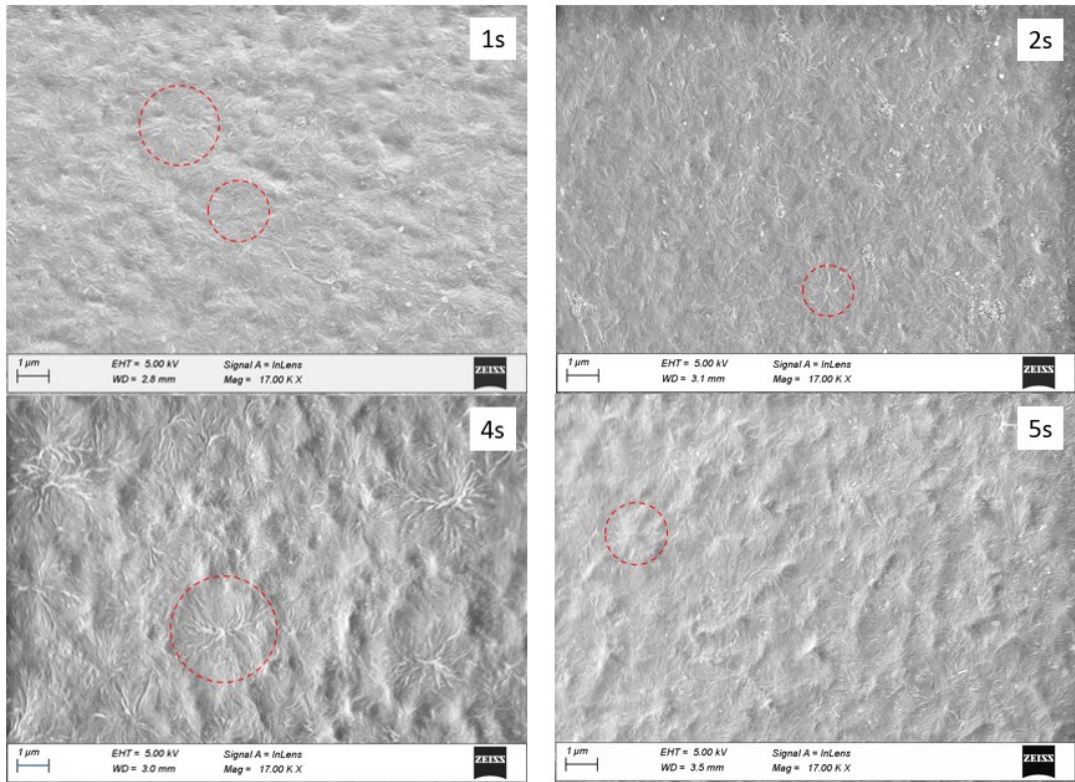 1s
1 µm
EHT = 5.00 kV
Signal A = InLens
WD = 2.8 mm
Mag = 17.00 K X
ZEISS
2s
1 µm
EHT = 5.00 kV
Signal A = InLens
WD = 3.1 mm
Mag = 17.00 K X
ZEISS
4s
1 µm
EHT = 5.00 kV
Signal A = InLens
WD = 3.0 mm
Mag = 17.00 K X
ZEISS
5s
1 µm
EHT = 5.00 kV
Signal A = InLens
WD = 3.5 mm
Mag = 17.00 K X
ZEISS